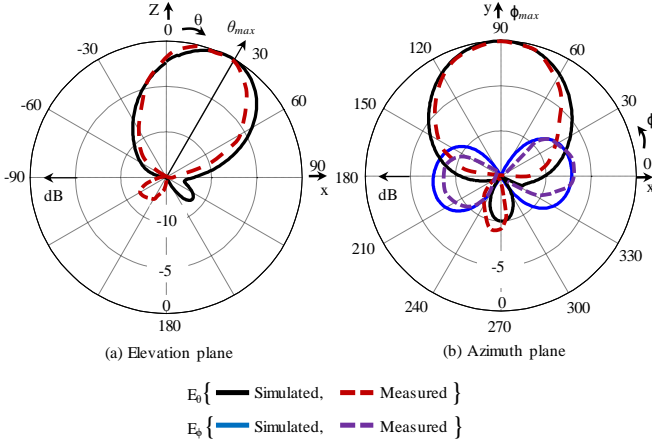 Z
0 θ
θmax
-30 30
-60 60
-90 90
dB x
-10
-5
0
180
(a) Elevation plane
y ϕmax
90
120 60
150 30
ϕ
180 0
dB x
-5
210 330
0
240 300
270
(b) Azimuth plane
Eθ { Simulated, Measured }
Eϕ { Simulated, Measured }